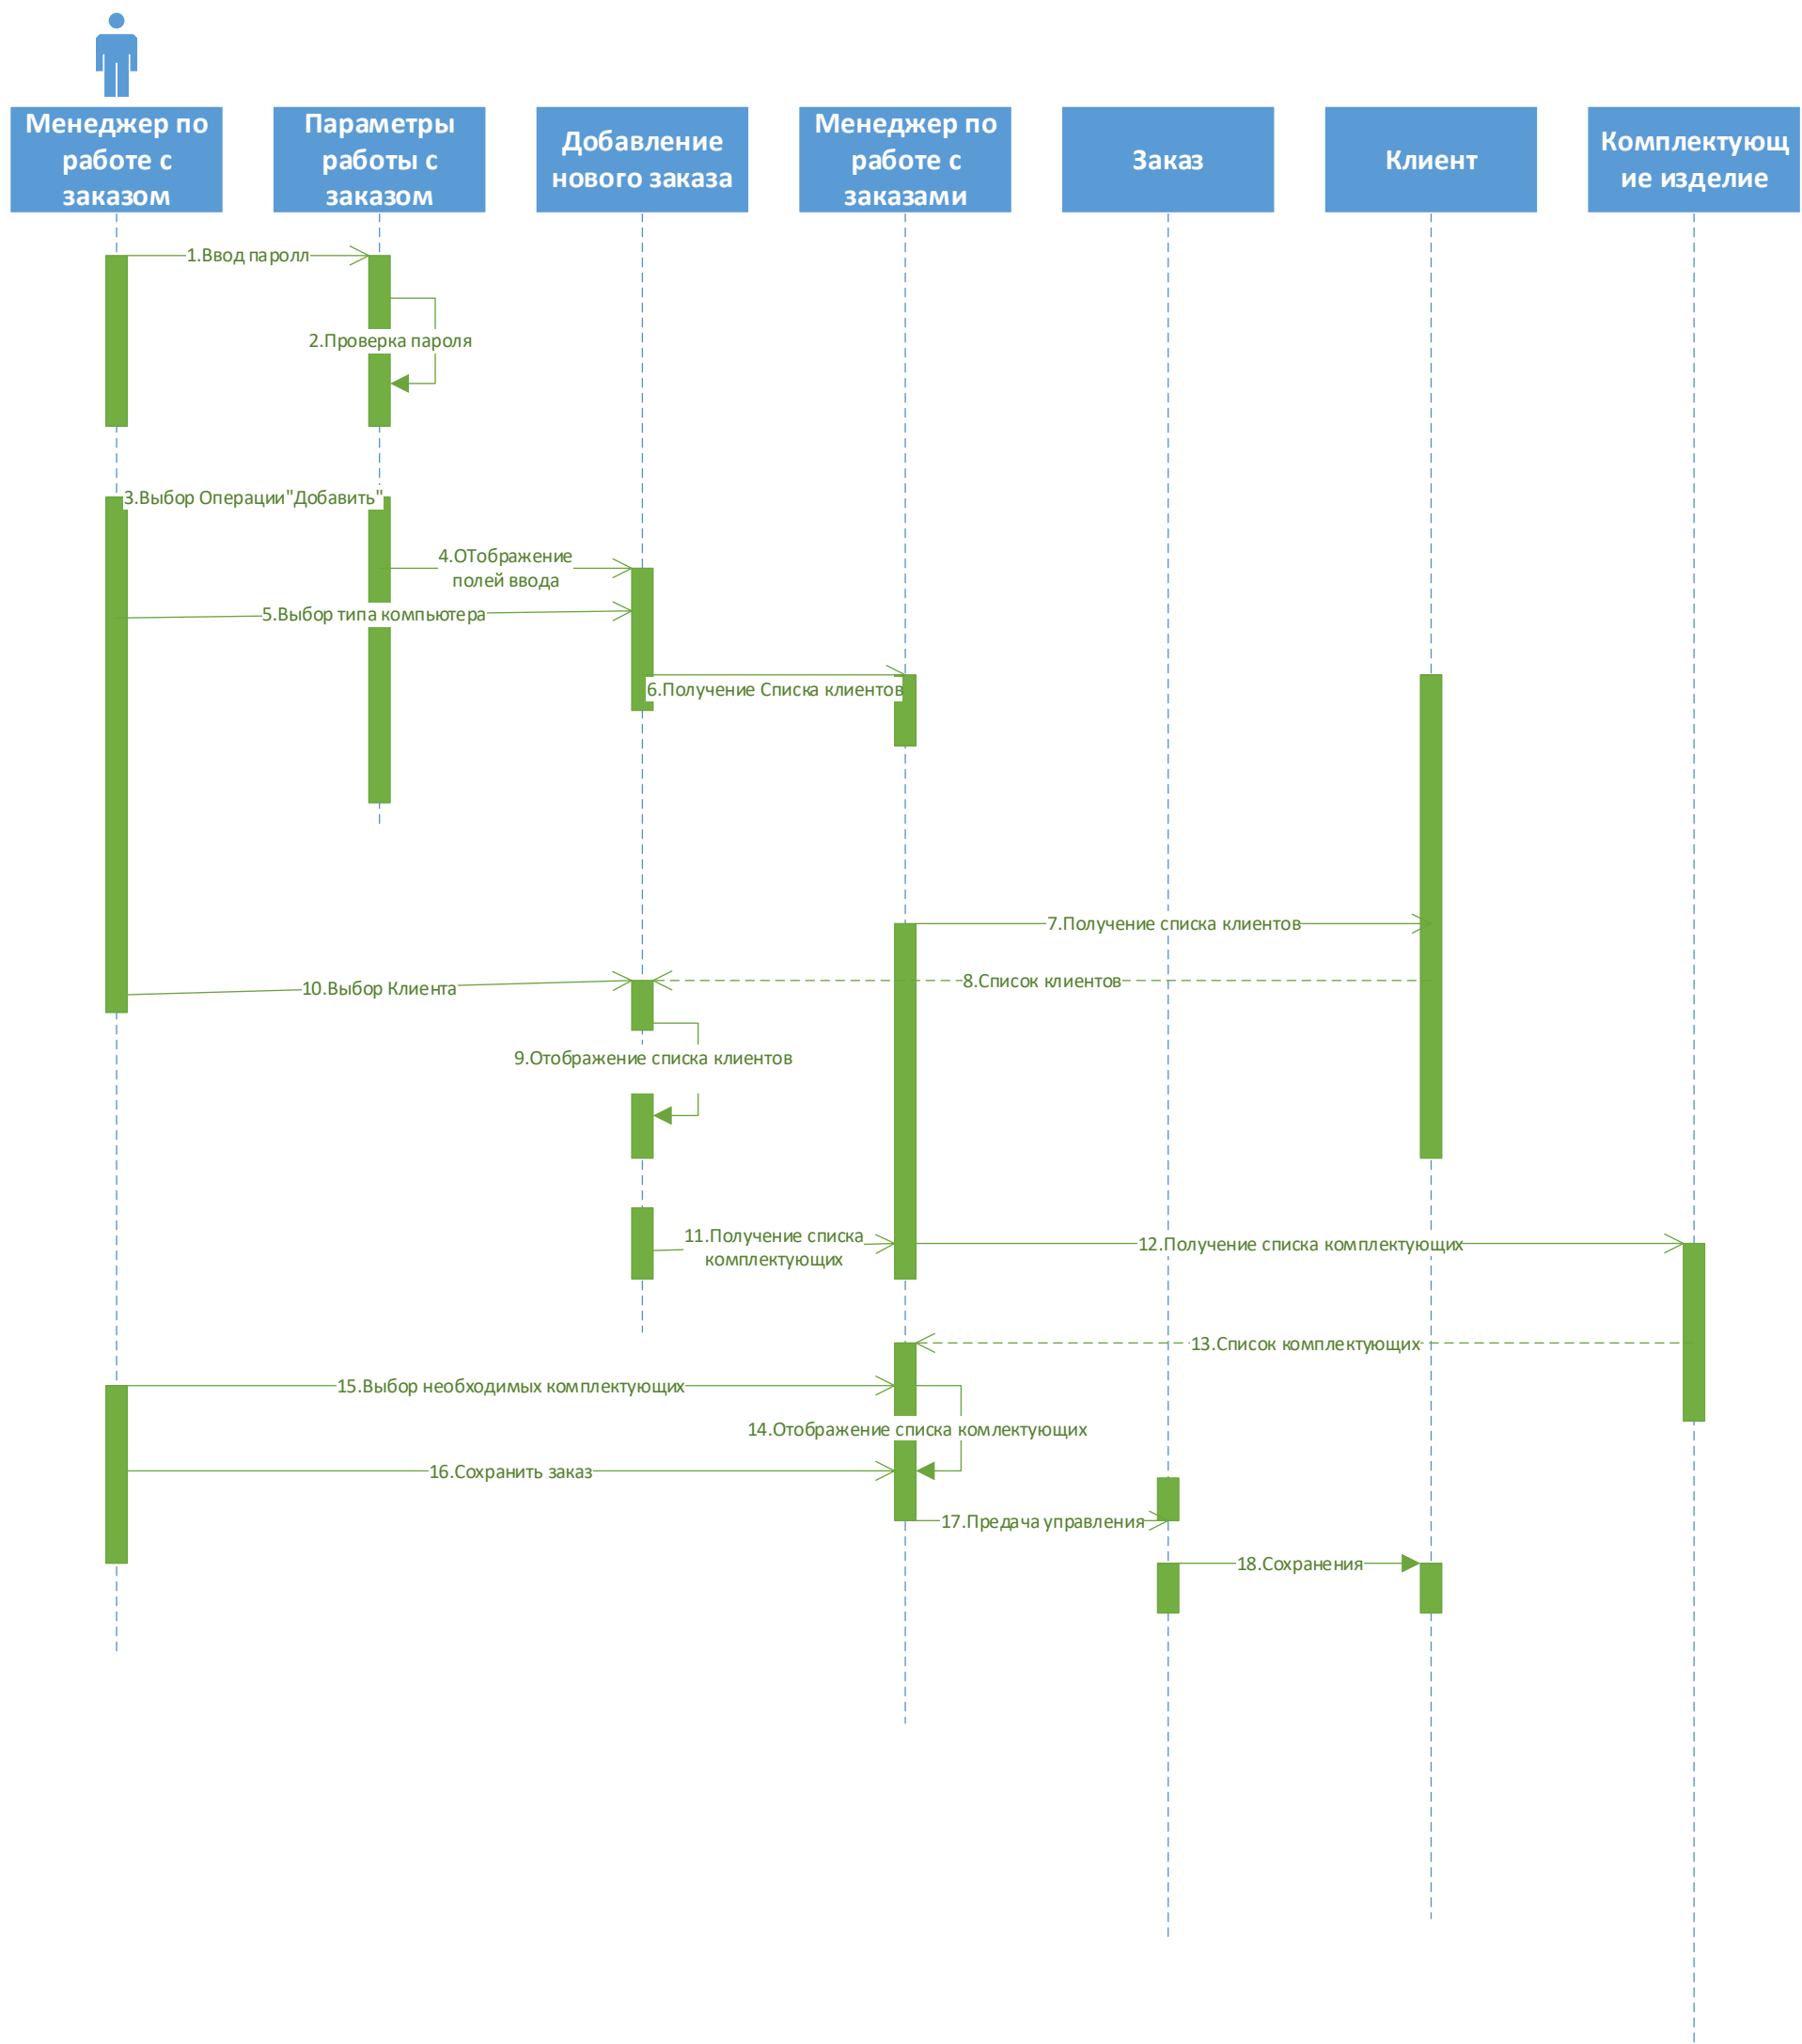 Менеджер по
работе с
заказом
Параметры
работы с
заказом
Добавление
нового заказа
Менеджер по
работе с
заказами
Заказ
Клиент
Комплектующ
ие изделие
1.Ввод паролл
2.Проверка пароля
3.Выбор Операции"Добавить"
4.ОТображение
полей ввода
5.Выбор типа компьютера
6.Получение Списка клиентов
7.Получение списка клиентов
8.Список клиентов
10.Выбор Клиента
9.Отображение списка клиентов
11.Получение списка
комплектующих
12.Получение списка комплектующих
13.Список комплектующих
15.Выбор необходимых комплектующих
14.Отображение списка комлектующих
16.Сохранить заказ
17.Предача управления
18.Сохранения